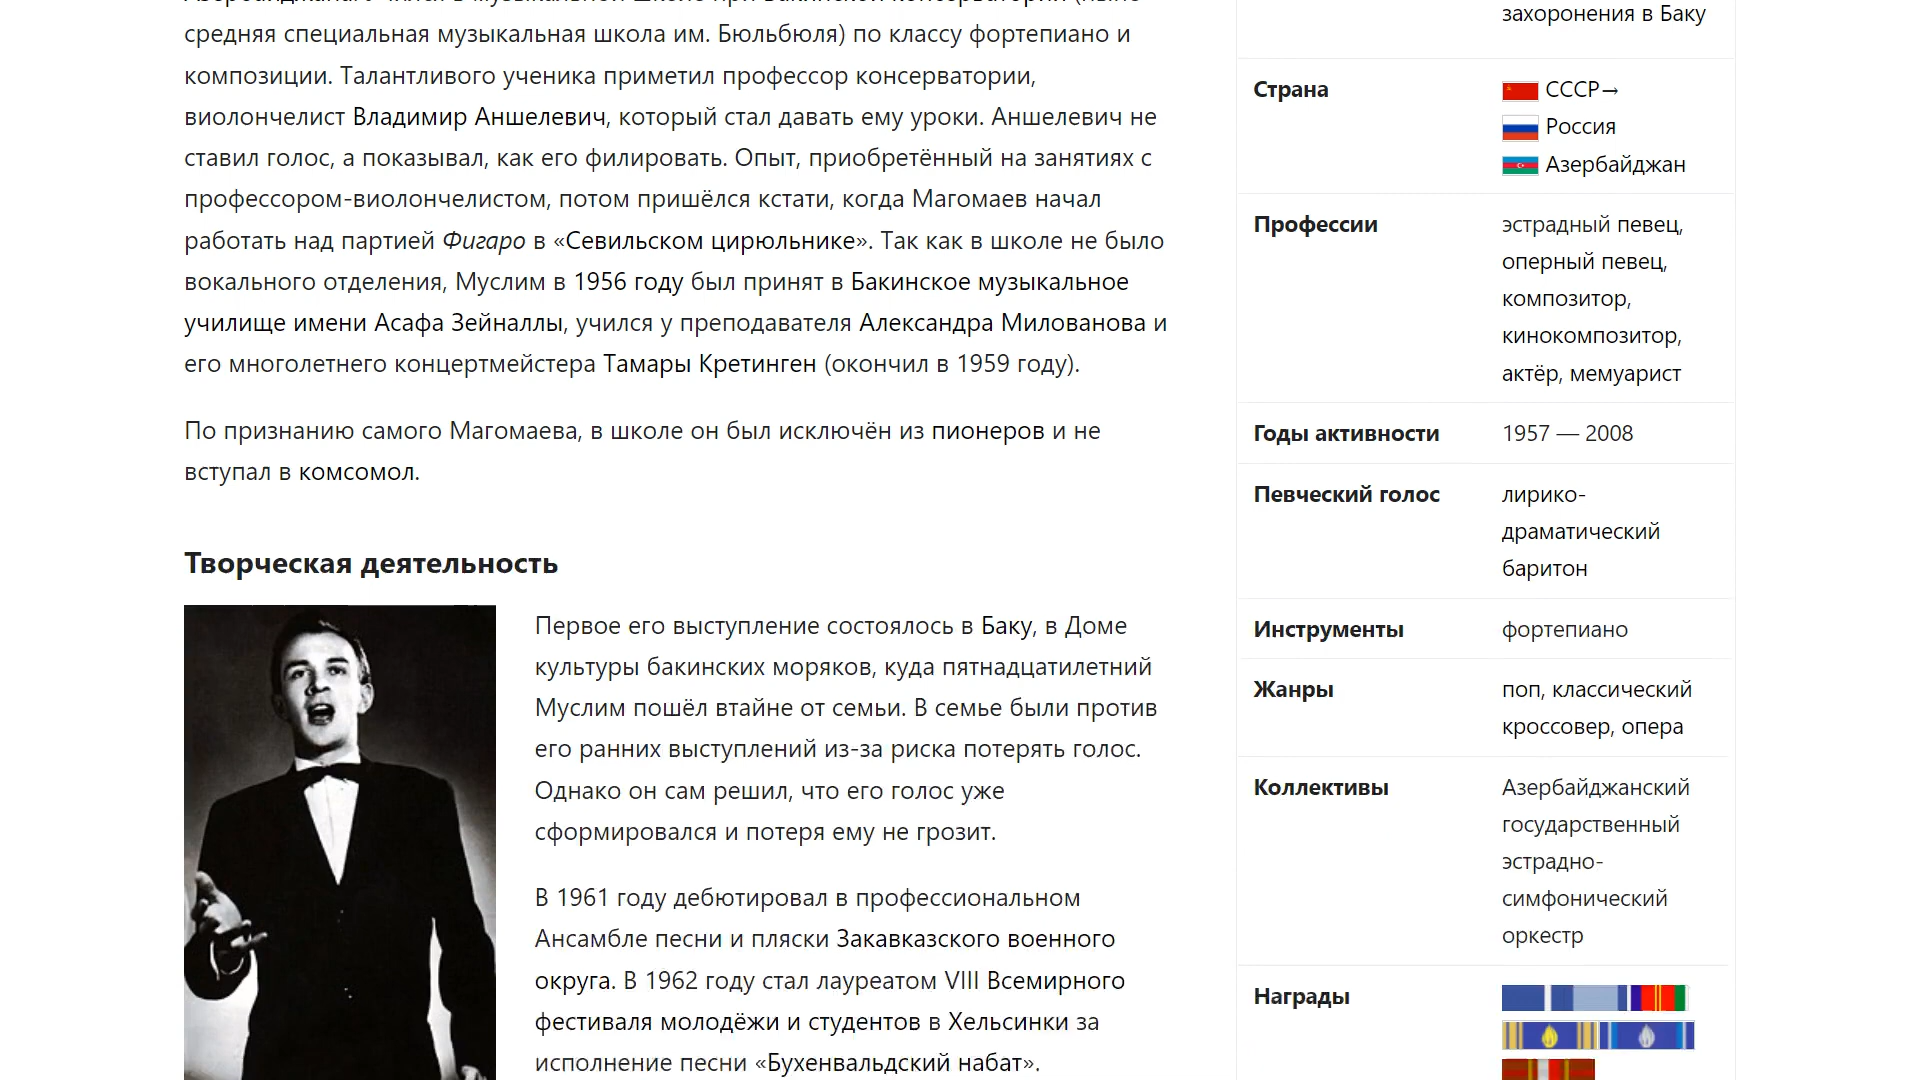 средняя специальная музыкальная школа им. Бюльбюля) по классу фортепиано и
композиции. Талантливого ученика приметил профессор консерватории,
виолончелист Владимир Аншелевич, который стал давать ему уроки. Аншелевич не
ставил голос, а показывал, как его филировать. Опыт, приобретённый на занятиях с
профессором-виолончелистом, потом пришёлся кстати, когда Магомаев начал
работать над партией Фигаро в «Севильском цирюльнике». Так как в школе не было
вокального отделения, Муслим в 1956 году был принят в Бакинское музыкальное
училище имени Асафа Зейналлы, учился у преподавателя Александра Милованова и
его многолетнего концертмейстера Тамары Кретинген (окончил в 1959 году).
По признанию самого Магомаева, в школе он был исключён из пионеров и не
вступал в комсомол.
Творческая деятельность
Первое его выступление состоялось в Баку, в Доме
культуры бакинских моряков, куда пятнадцатилетний
Муслим пошёл втайне от семьи. В семье были против
его ранних выступлений из-за риска потерять голос.
Однако он сам решил, что его голос уже
сформировался и потеря ему не грозит.
В 1961 году дебютировал в профессиональном
Ансамбле песни и пляски Закавказского военного
округа. В 1962 году стал лауреатом VIII Всемирного
фестиваля молодёжи и студентов в Хельсинки за
исполнение песни «Бухенвальдский набат».
захоронения в Баку
Страна
СССР→
Россия
Азербайджан
Профессии
эстрадный певец,
оперный певец,
композитор,
кинокомпозитор,
актёр, мемуарист
Годы активности
1957 — 2008
Певческий голос
лирико-
драматический
баритон
Инструменты
фортепиано
Жанры
поп, классический
кроссовер, опера
Коллективы
Азербайджанский
государственный
эстрадно-
симфонический
оркестр
Награды